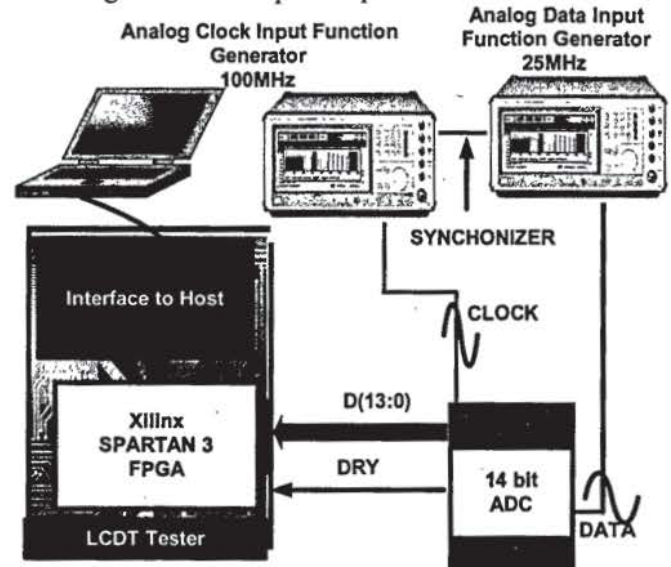 Analog Clock Input Function
Generator
100MHz
Analog Data Input
Function Generator
25MHz
SYNCHONIZER
Interface to Host
CLOCK
Xilinx
SPARTAN 3
FPGA
D(13:0)
DRY
14 bit
ADC
DATA
LCDT Tester